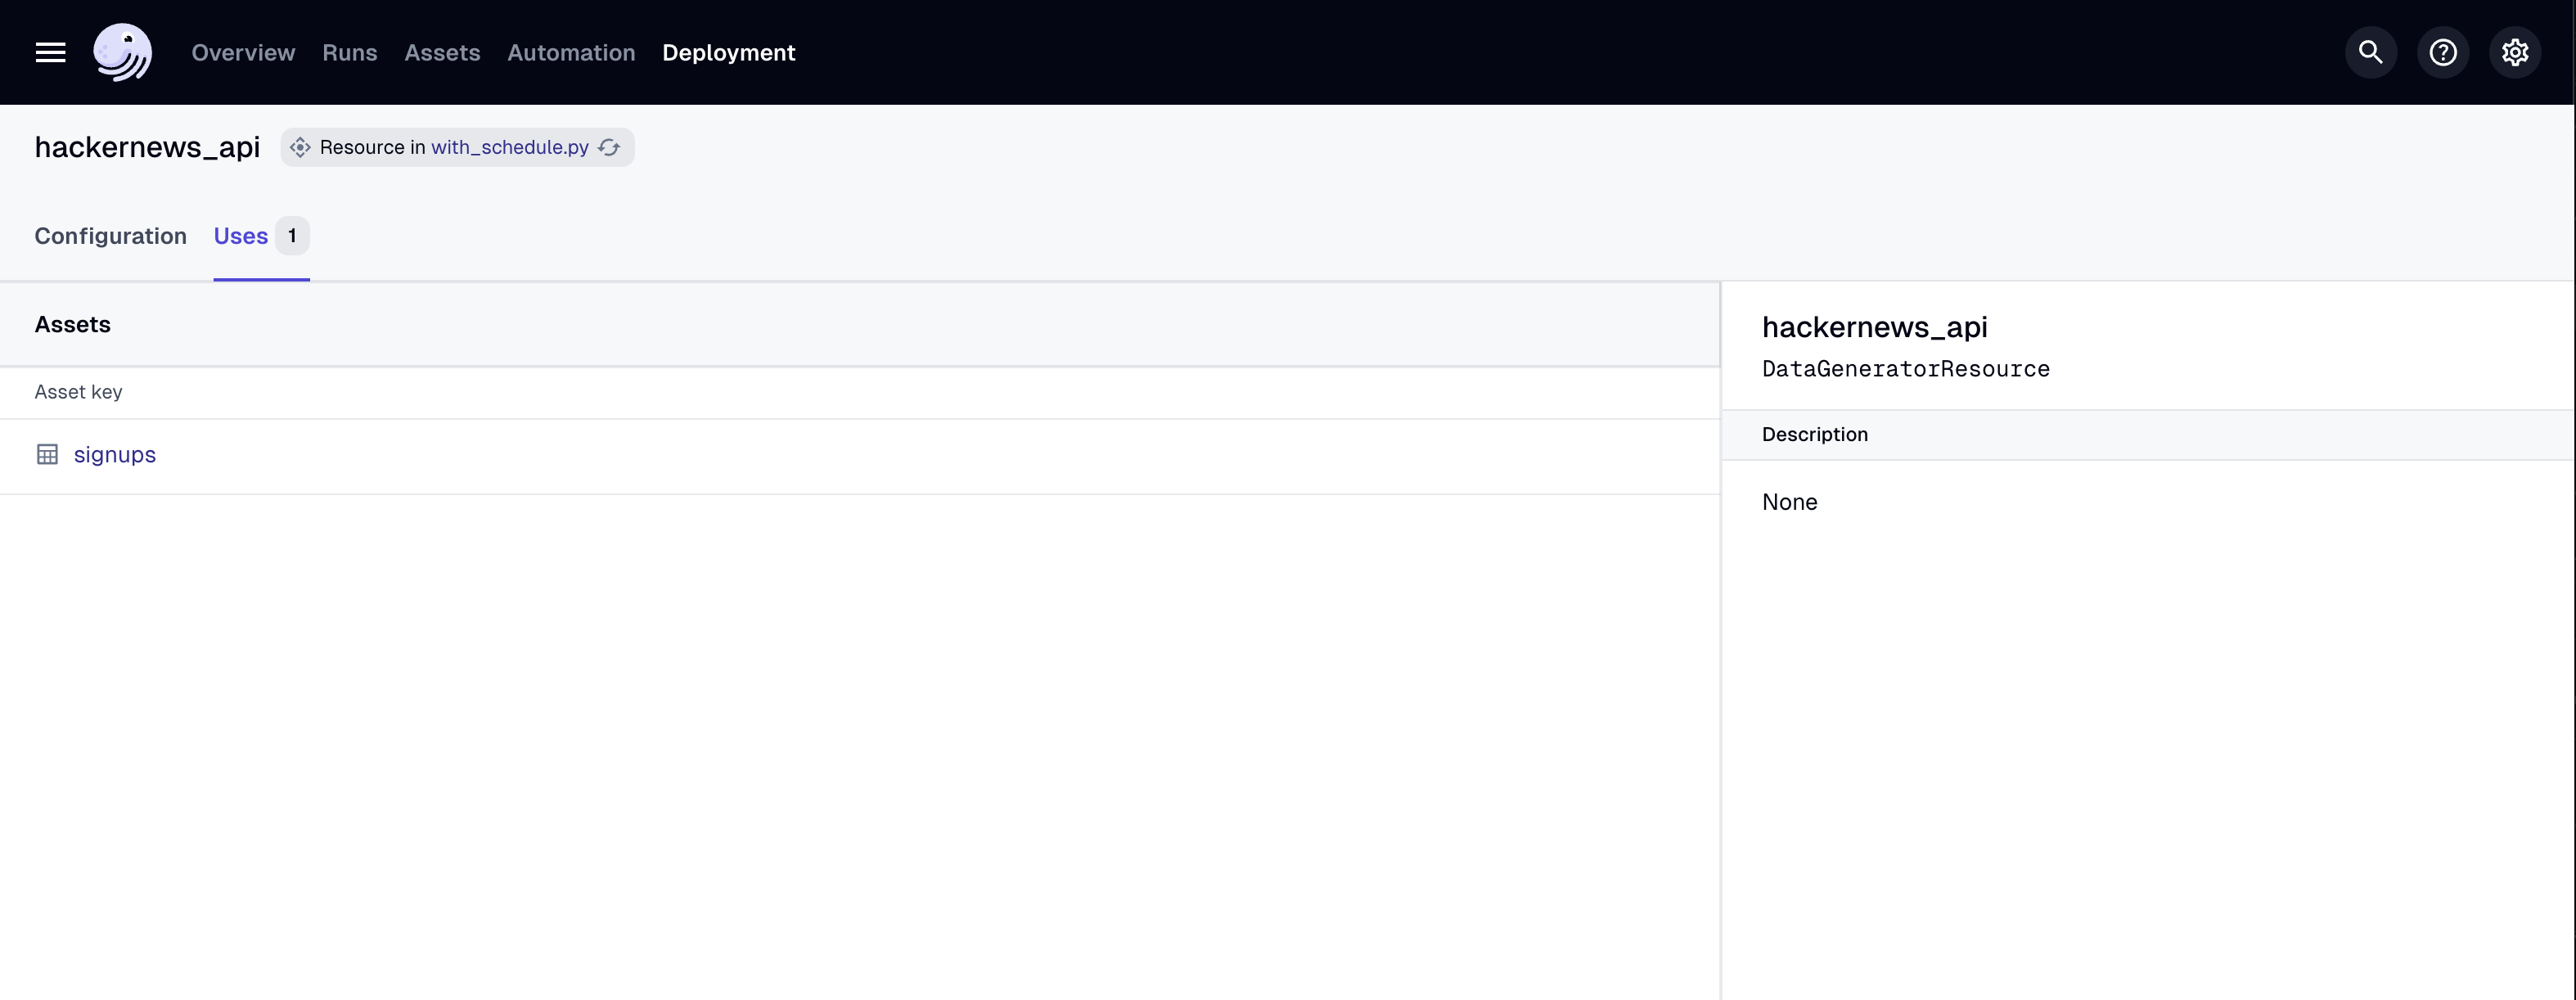 Overview Runs Assets Automation Deployment
hackernews_api Resource in with_schedule.py
Configuration Uses 1
Assets
Asset key
signups
hackernews_api
DataGeneratorResource
Description
None